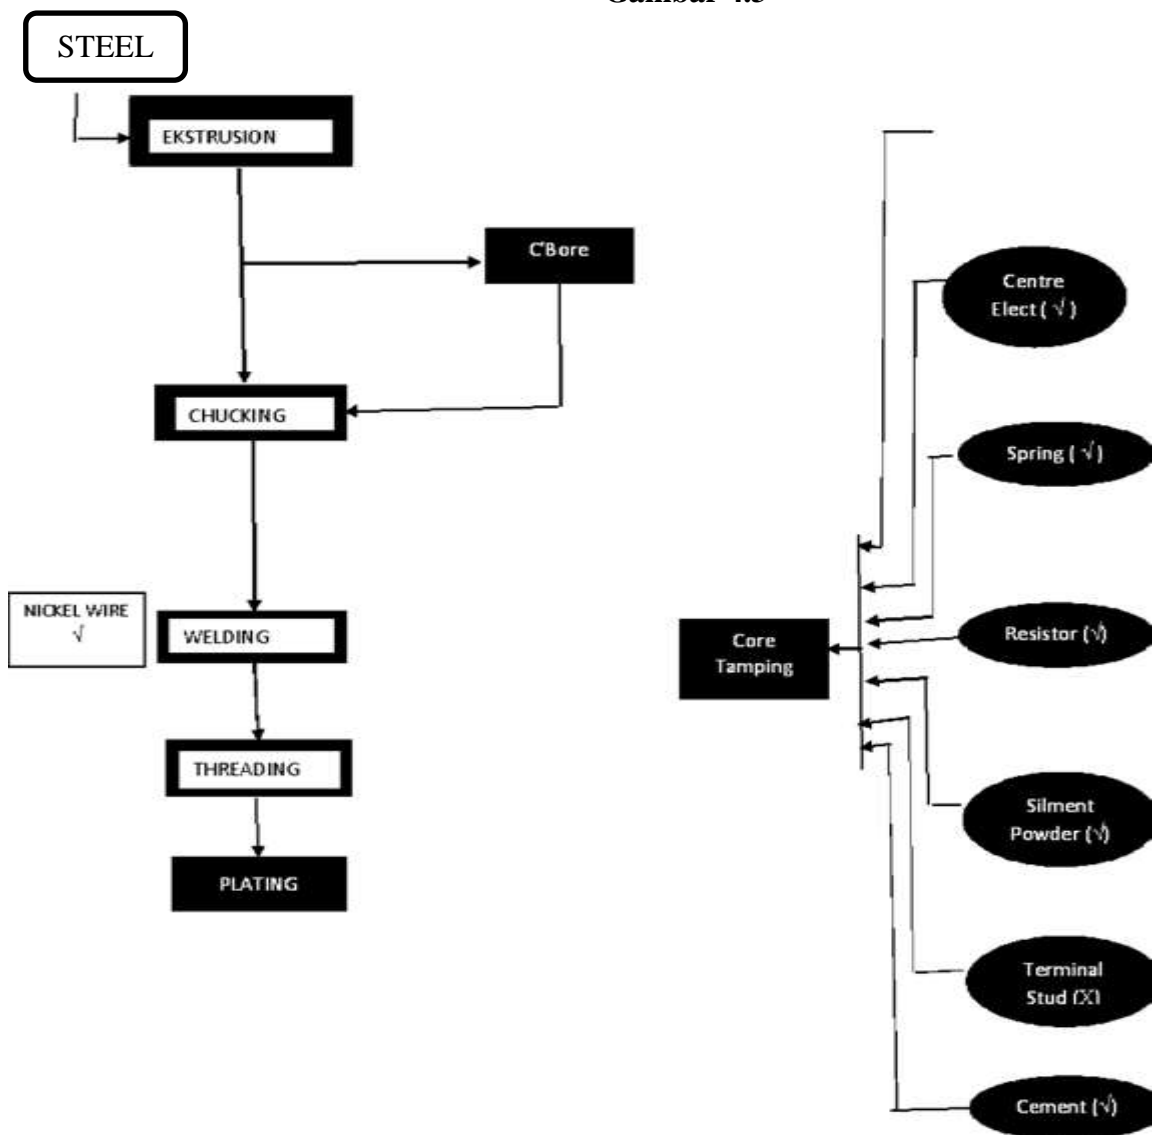 STEEL
EKSTRUSION
C'Bore
CHUCKING
NICKEL WIRE
√
WELDING
THREADING
PLATING
Core
Tamping
Centre
Elect ( √ )
Spring ( √ )
Resistor (√)
Silment
Powder (√)
Terminal
Stud (X)
Cement (√)